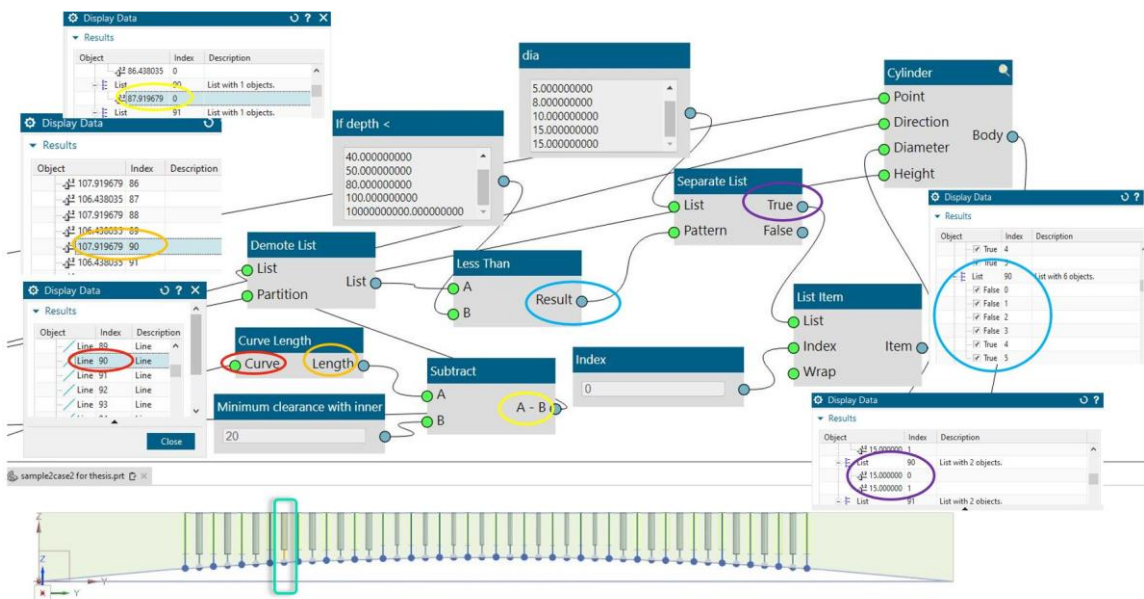 Display Data
Results
Object Index Description
86.438035 0
List 90 List with 1 objects.
87.919679 0
List 91 List with 1 objects.
Display Data
Results
Object Index Description
107.919679 86
106.438035 87
107.919679 88
106.438035 89
107.919679 90
106.438035 91
Display Data
Results
Object Index Description
Line 89 Line
Line 90 Line
Line 91 Line
Line 92 Line
Line 93 Line
Close
If depth <
40.000000000
50.000000000
80.000000000
100.000000000
10000000000.000000000
dia
5.000000000
8.000000000
10.000000000
15.000000000
15.000000000
Cylinder
Point
Direction
Body
Diameter
Height
Separate List
List True
Pattern False
Demote List
List
List
Partition
Less Than
A
Result
B
Curve Length
Curve Length
Minimum clearance with inner
20
Subtract
A
A - B
B
Index
0
List Item
List
Index Item
Wrap
Display Data
Results
Object Index Description
True 4
True 5
List 90 List with 6 objects.
False 0
False 1
False 2
False 3
True 4
True 5
Display Data
Results
Object Index Description
15.000000 1
List 90 List with 2 objects.
15.000000 0
15.000000 1
List 91 List with 2 objects.
sample2case2 for thesis.prt
Z
Z
Y
Y